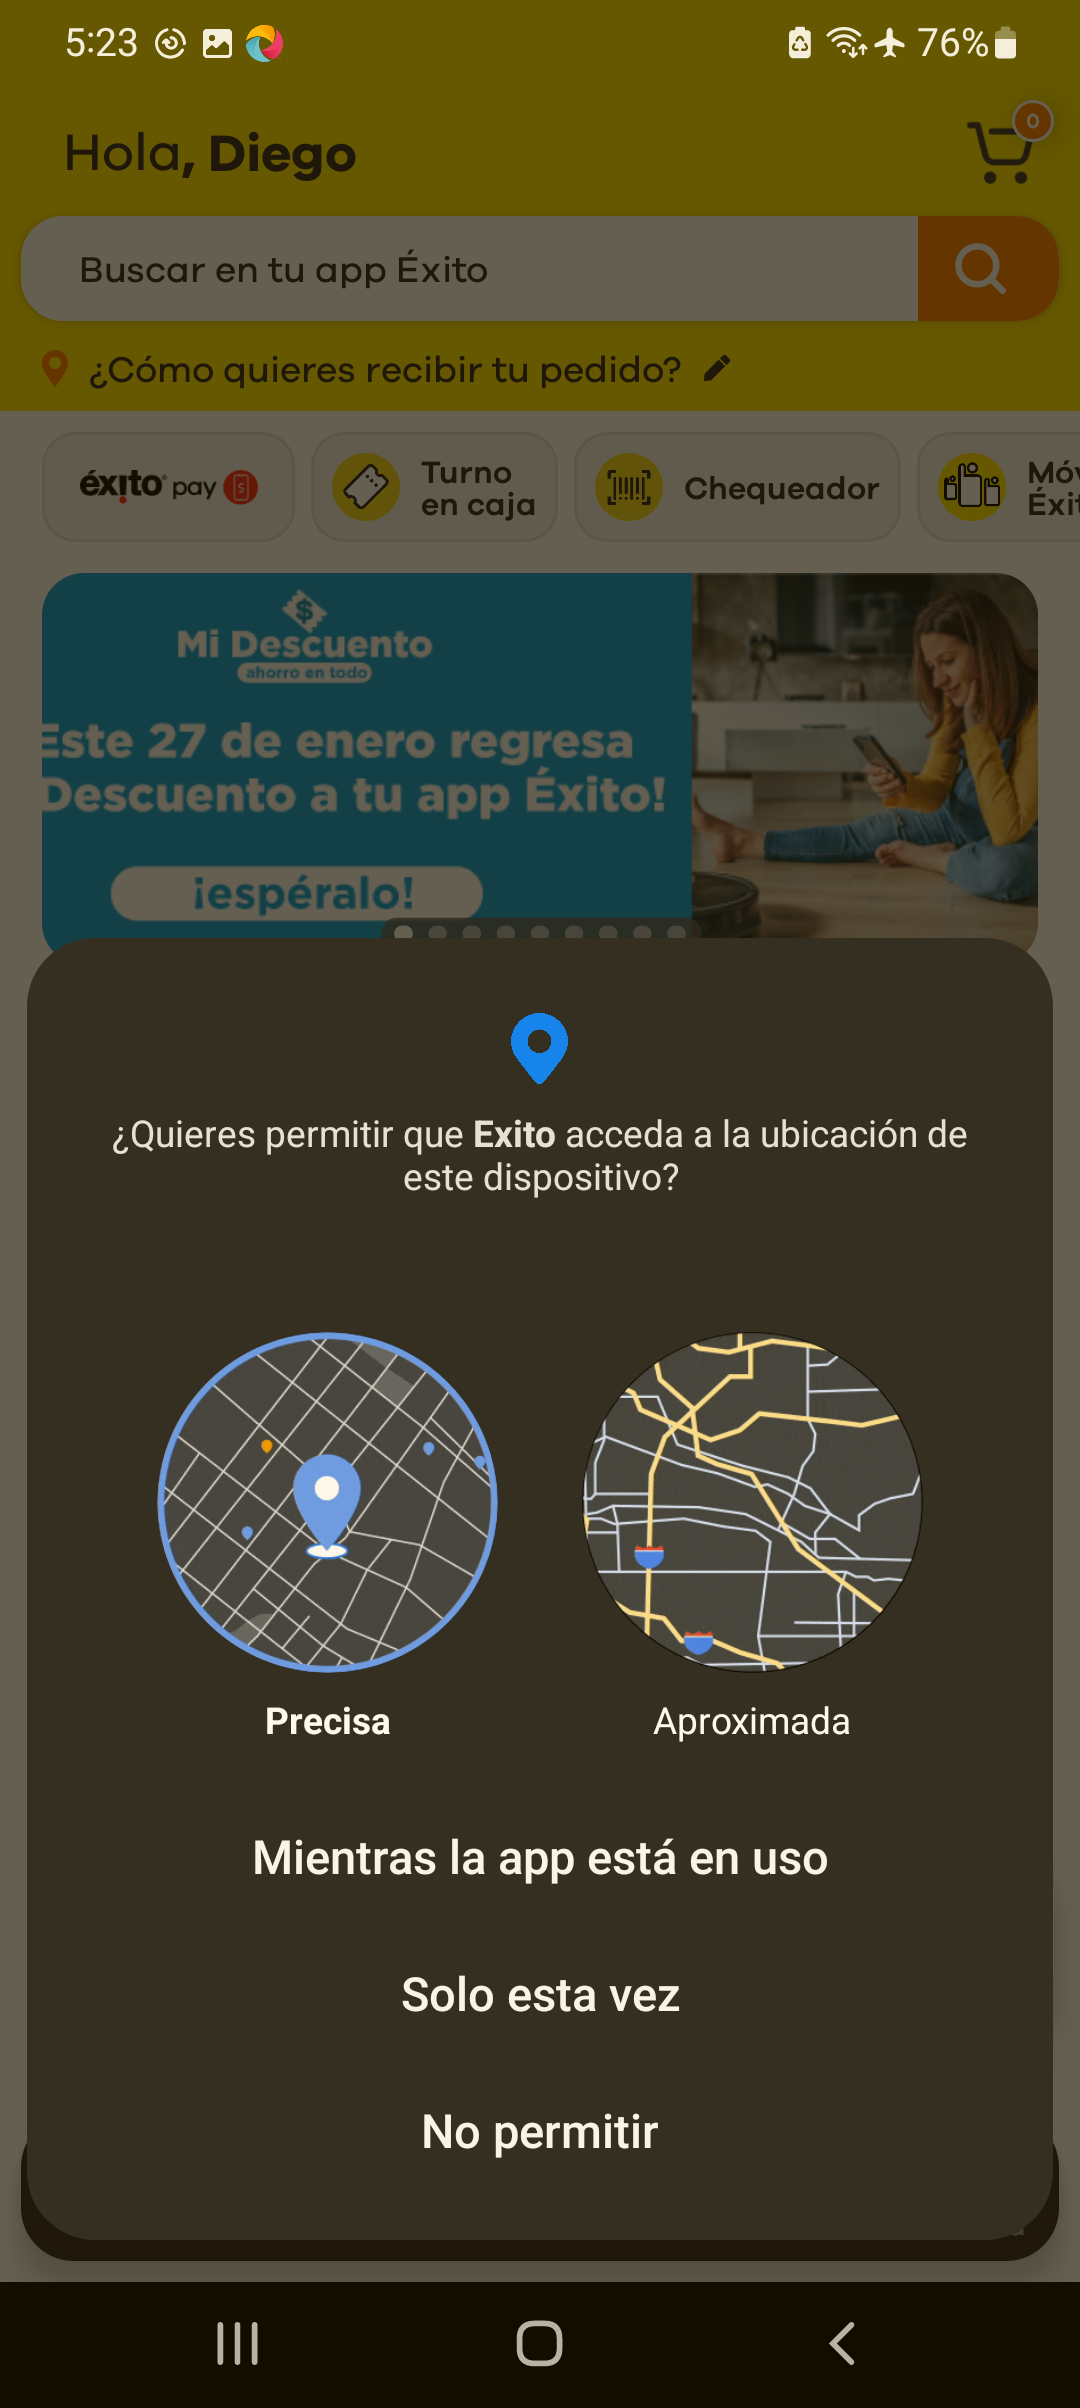 5:23
76%
Hola, Diego
0
Buscar en tu app Éxito
¿Cómo quieres recibir tu pedido?
éxito pay
Turno
en caja
Chequeador
$
Mi Descuento
ahorro en todo
Este 27 de enero regresa
Descuento a tu app Éxito!
¡espéralo!
¿Quieres permitir que Exito acceda a la ubicación de
este dispositivo?
Precisa
Aproximada
Mientras la app está en uso
Solo esta vez
No permitir